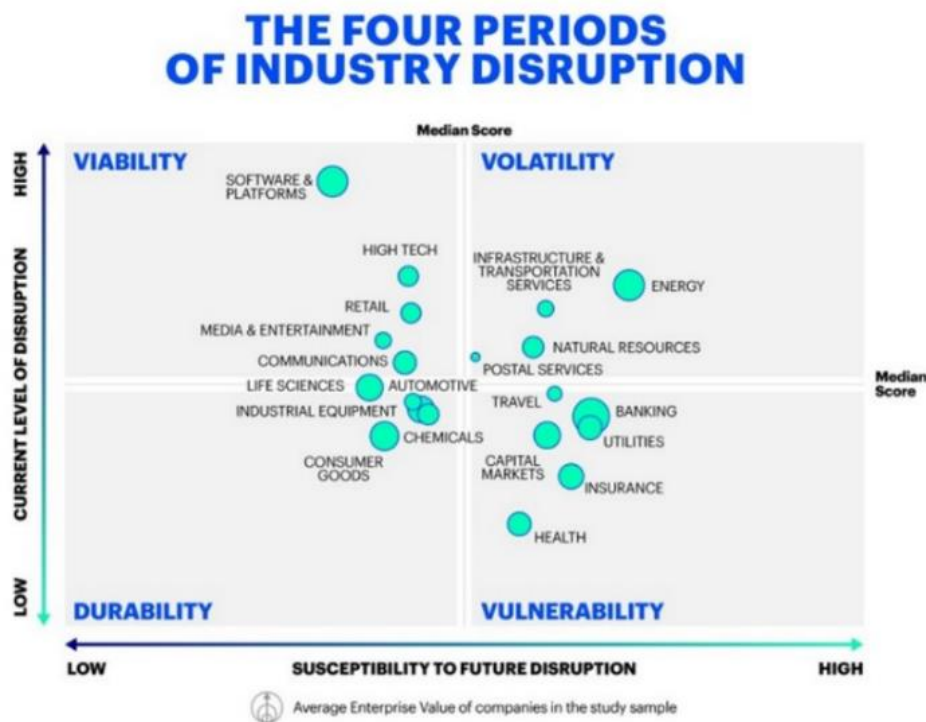 THE FOUR PERIODS
OF INDUSTRY DISRUPTION
Median Score
HIGH
VIABILITY
VOLATILITY
SOFTWARE &
PLATFORMS
HIGH TECH
INFRASTRUCTURE &
TRANSPORTATION
SERVICES
ENERGY
RETAIL
MEDIA & ENTERTAINMENT
NATURAL RESOURCES
COMMUNICATIONS
POSTAL SERVICES
CURRENT LEVEL OF DISRUPTION
Median
Score
LIFE SCIENCES
AUTOMOTIVE
TRAVEL
INDUSTRIAL EQUIPMENT
BANKING
CHEMICALS
UTILITIES
CONSUMER
GOODS
CAPITAL
MARKETS
INSURANCE
HEALTH
LOW
DURABILITY
VULNERABILITY
LOW
SUSCEPTIBILITY TO FUTURE DISRUPTION
HIGH
Average Enterprise Value of companies in the study sample